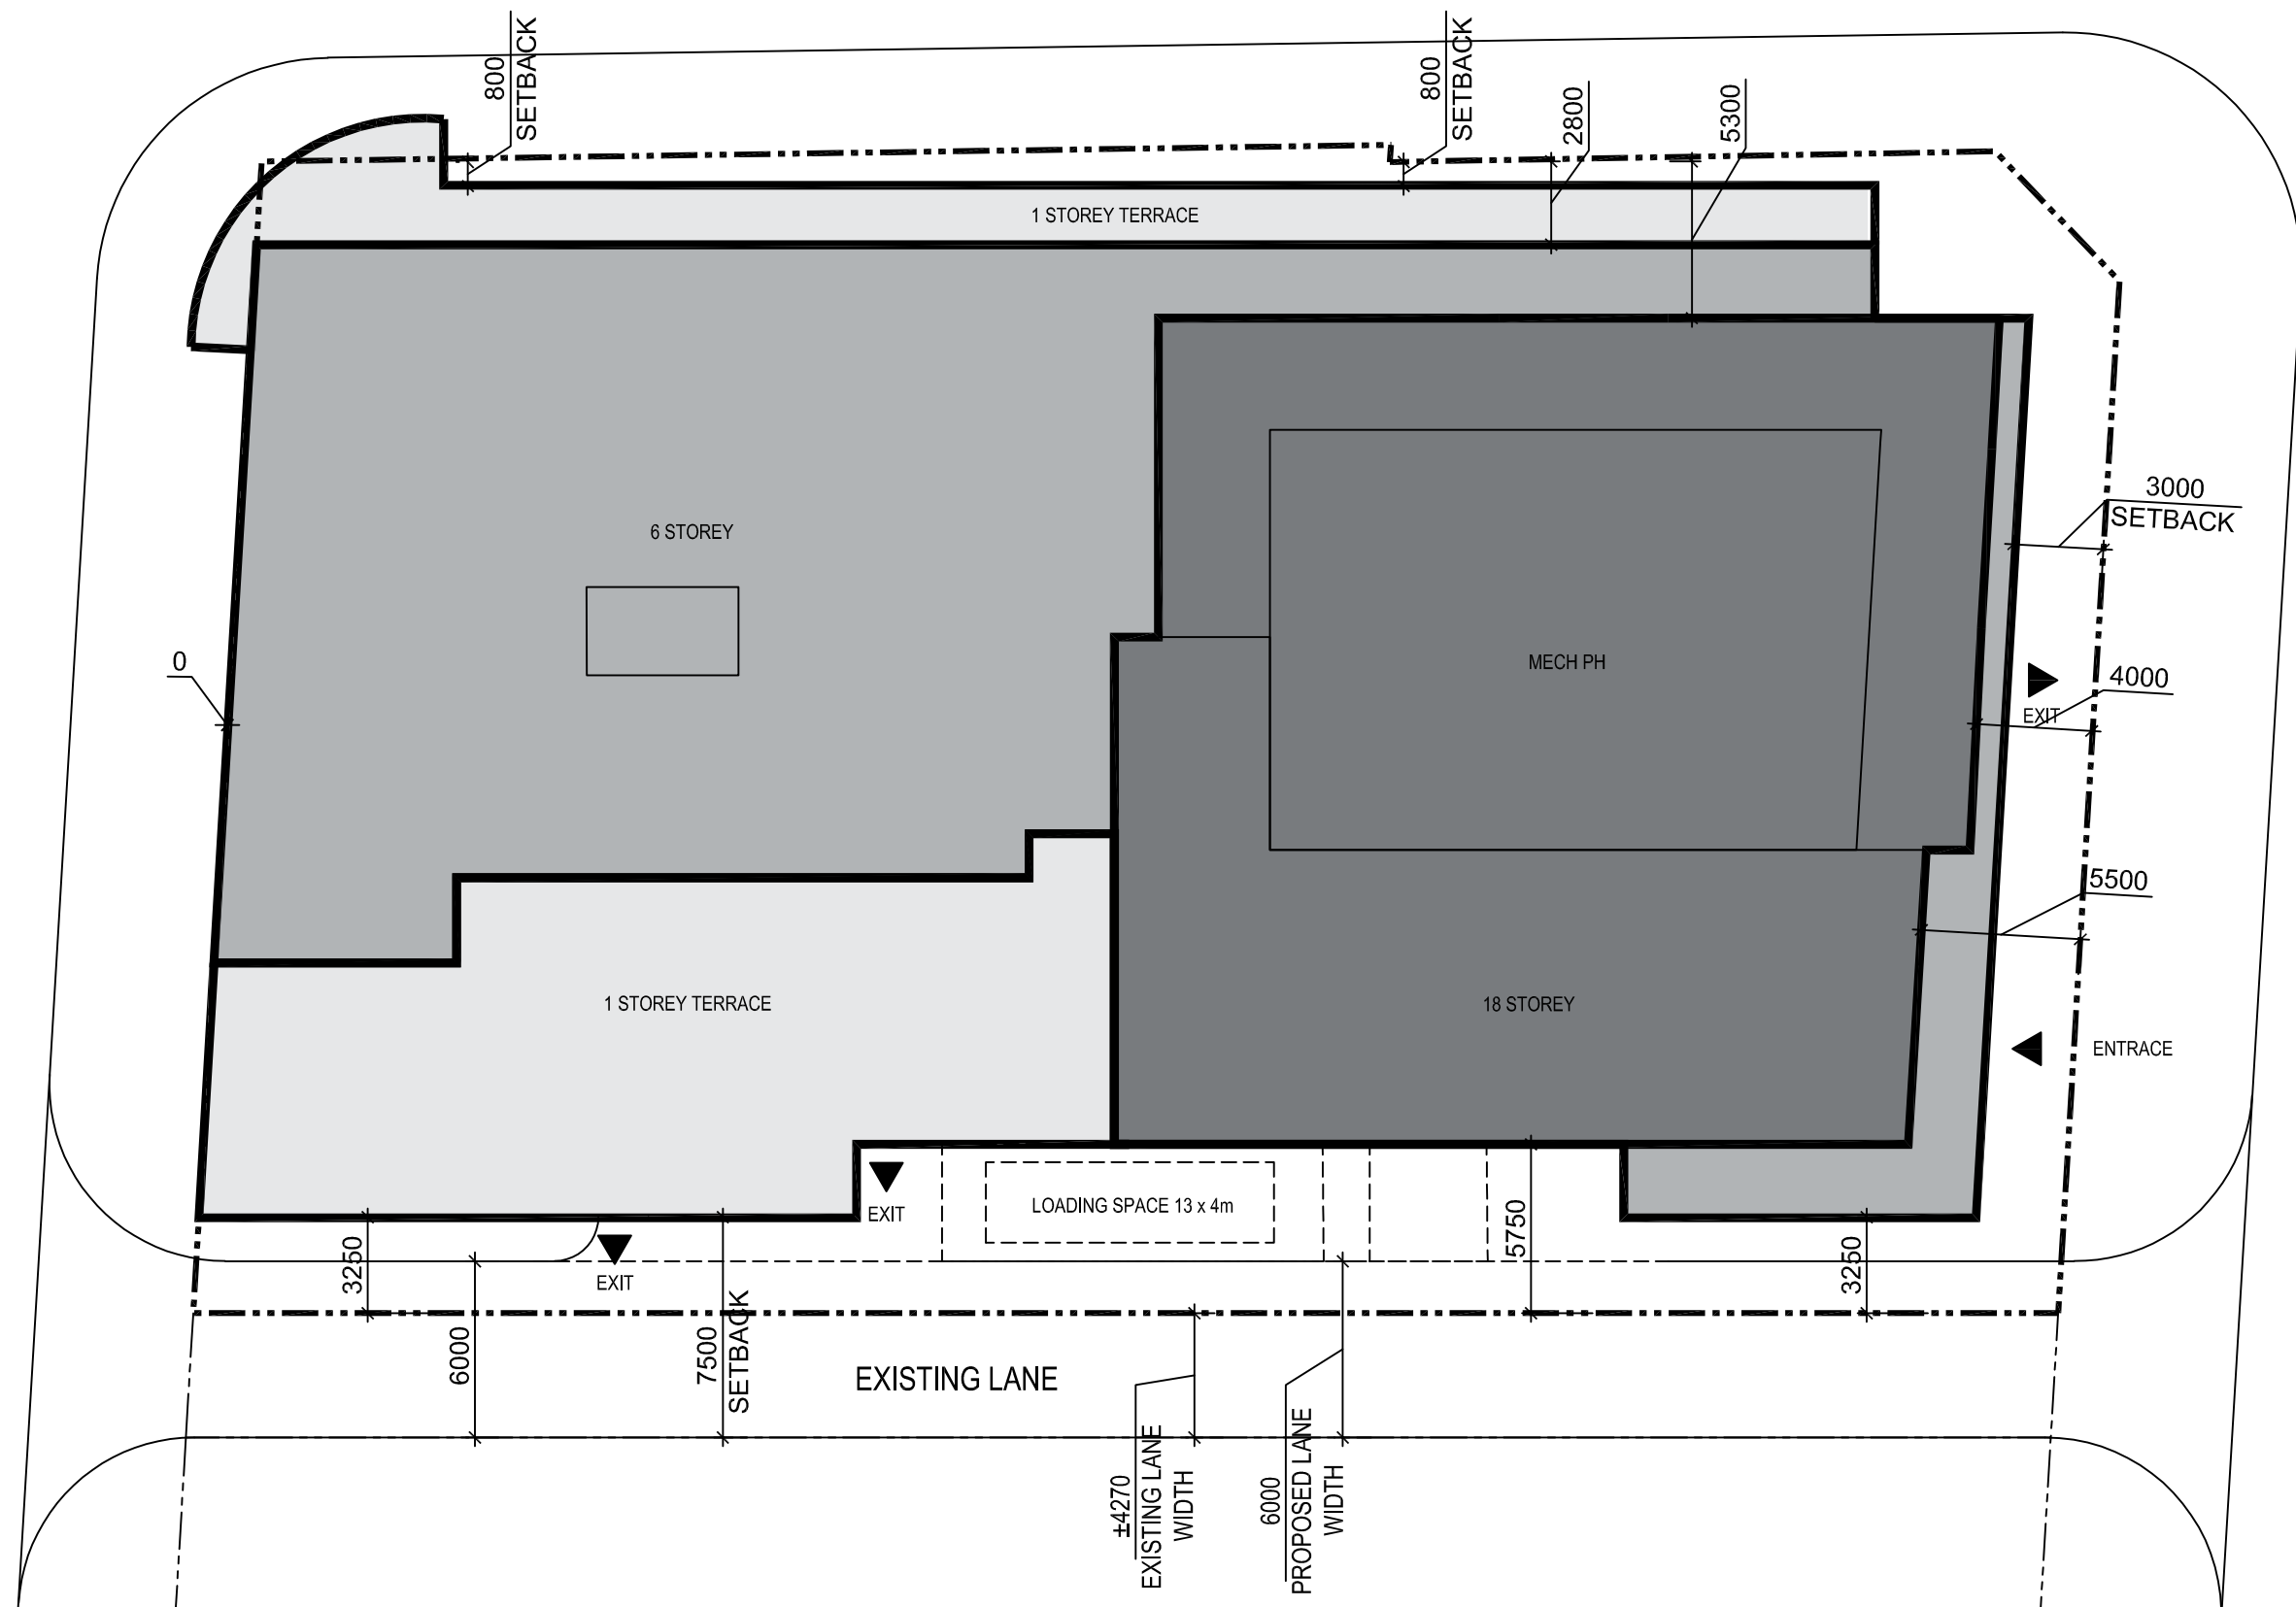 800
SETBACK
800
SETBACK
2800
5300
1 STOREY TERRACE
3000
SETBACK
6 STOREY
0
MECH PH
4000
EXIT
5500
1 STOREY TERRACE
18 STOREY
ENTRACE
EXIT
LOADING SPACE 13 x 4m
EXIT
3250
6000
7500
SETBACK
5750
3250
EXISTING LANE
±4270
EXISTING LANE
WIDTH
6000
PROPOSED LANE
WIDTH